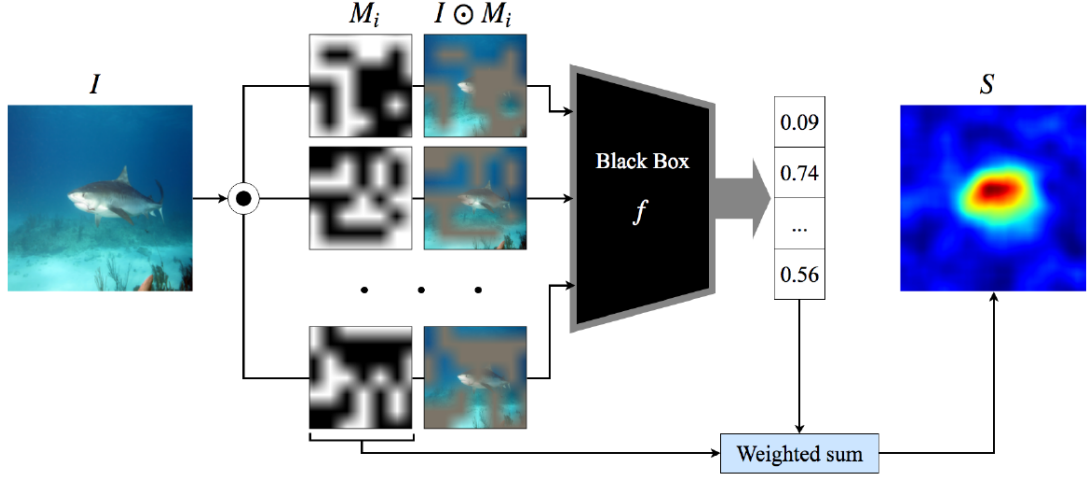 I
M_i
I ⊙ M_i
Black Box
f
0.09
0.74
...
0.56
S
Weighted sum